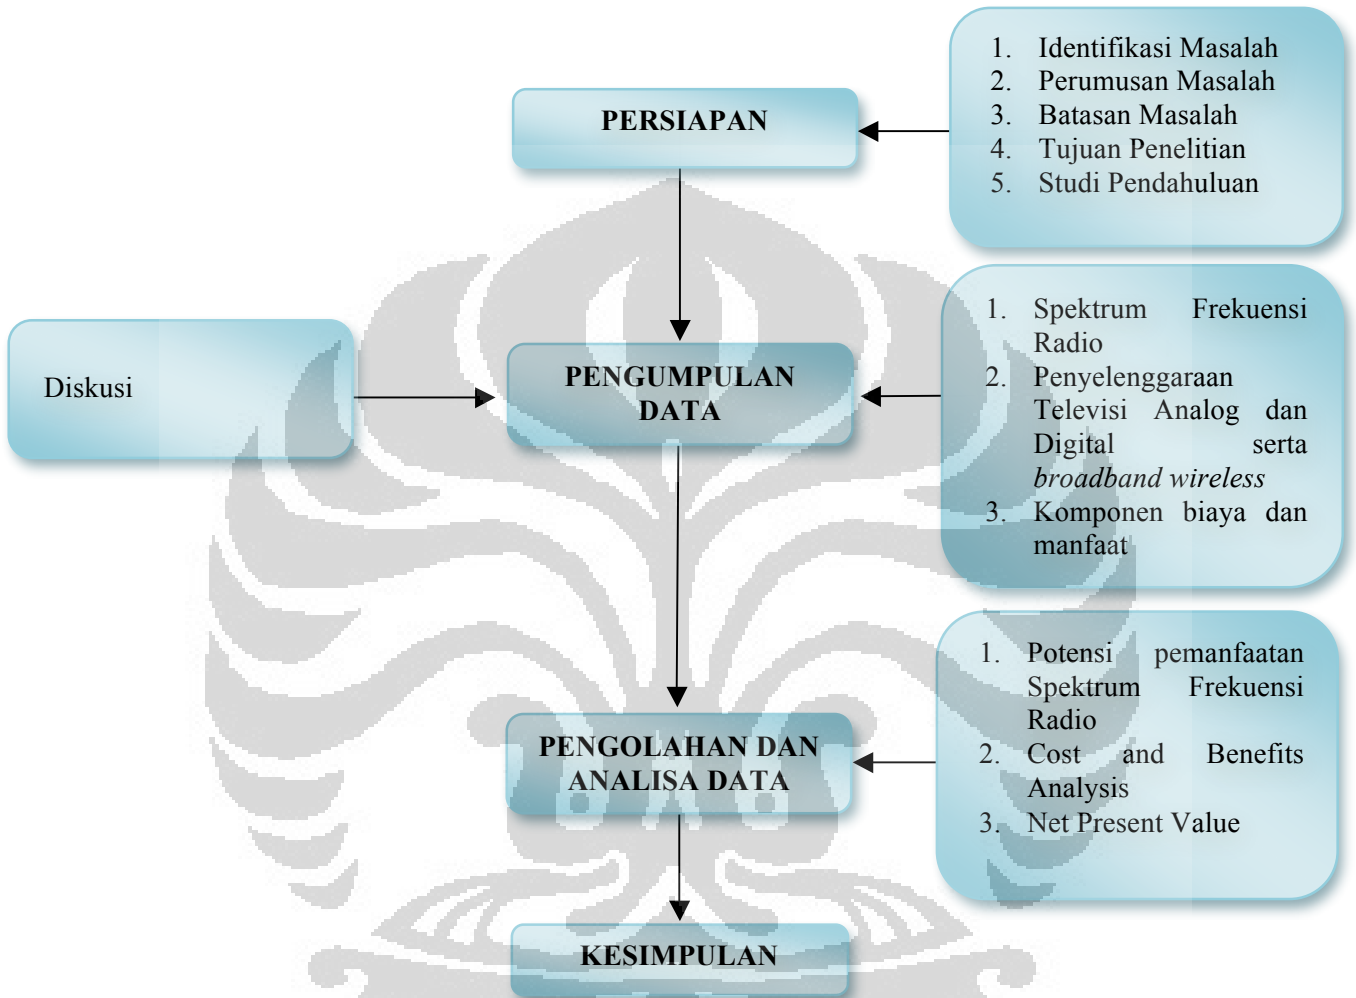 PERSIAPAN
1. Identifikasi Masalah
2. Perumusan Masalah
3. Batasan Masalah
4. Tujuan Penelitian
5. Studi Pendahuluan
Diskusi
PENGUMPULAN
DATA
1. Spektrum Frekuensi
Radio
2. Penyelenggaraan
Televisi Analog dan
Digital serta
broadband wireless
3. Komponen biaya dan
manfaat
PENGOLAHAN DAN
ANALISA DATA
1. Potensi pemanfaatan
Spektrum Frekuensi
Radio
2. Cost and Benefits
Analysis
3. Net Present Value
KESIMPULAN